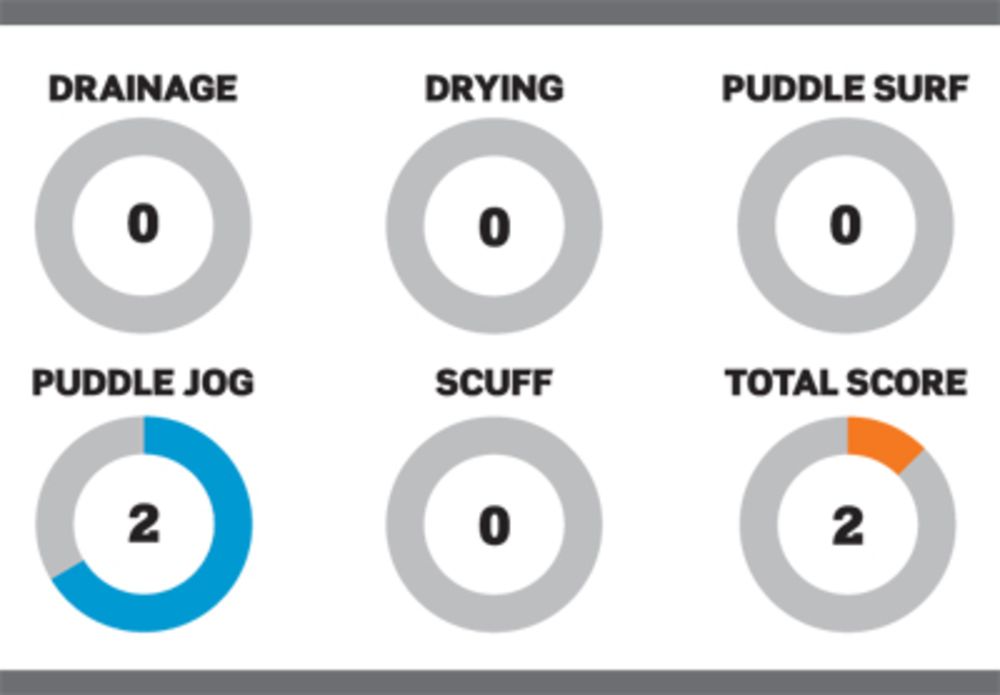 DRAINAGE
DRYING
PUDDLE SURF
0
0
0
PUDDLE JOG
SCUFF
TOTAL SCORE
2
0
2